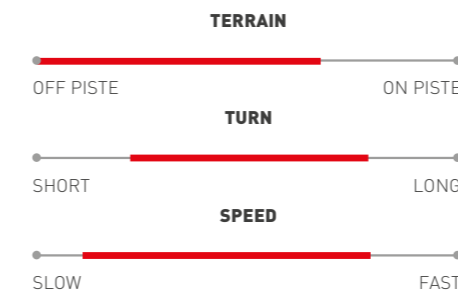 TERRAIN
OFF PISTE ON PISTE
TURN
SHORT LONG
SPEED
SLOW FAST